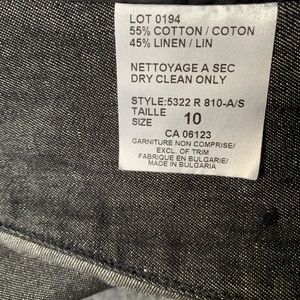 LOT 0194
55% COTTON / COTON
45% LINEN / LIN
NETTOYAGE A SEC
DRY CLEAN ONLY
STYLE:5322 R 810-A/S
TAILLE
SIZE 10
CA 06123
GARNITURE NON COMPRISE/
EXCL. OF TRIM
FABRIQUE EN BULGARIE/
MADE IN BULGARIA